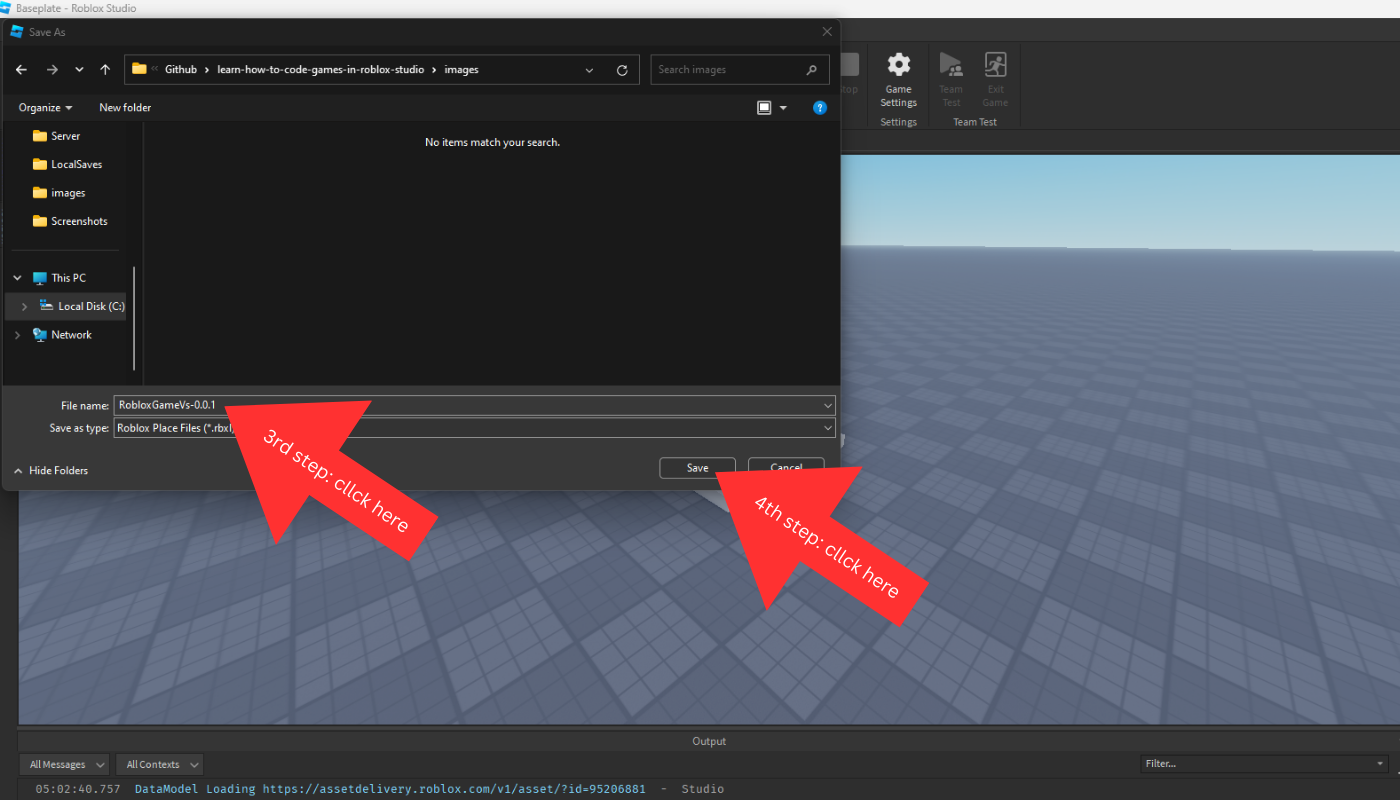 Baseplate - Roblox Studio
Save As
Github › learn-how-to-code-games-in-roblox-studio › images
Search images
Organize
New folder
Server
LocalSaves
images
Screenshots
This PC
Local Disk (C:)
Network
No items match your search.
File name: RobloxGameVs-0.0.1
Save as type: Roblox Place Files (*.rbxl)
Hide Folders
Save
Cancel
3rd step: cllck here
4th step: cllck here
Game Settings
Team Test
Exit Game
Settings
Team Test
Output
All Messages
All Contexts
Filter...
05:02:40.757 DataModel Loading https://assetdelivery.roblox.com/v1/asset/?id=95206881 - Studio